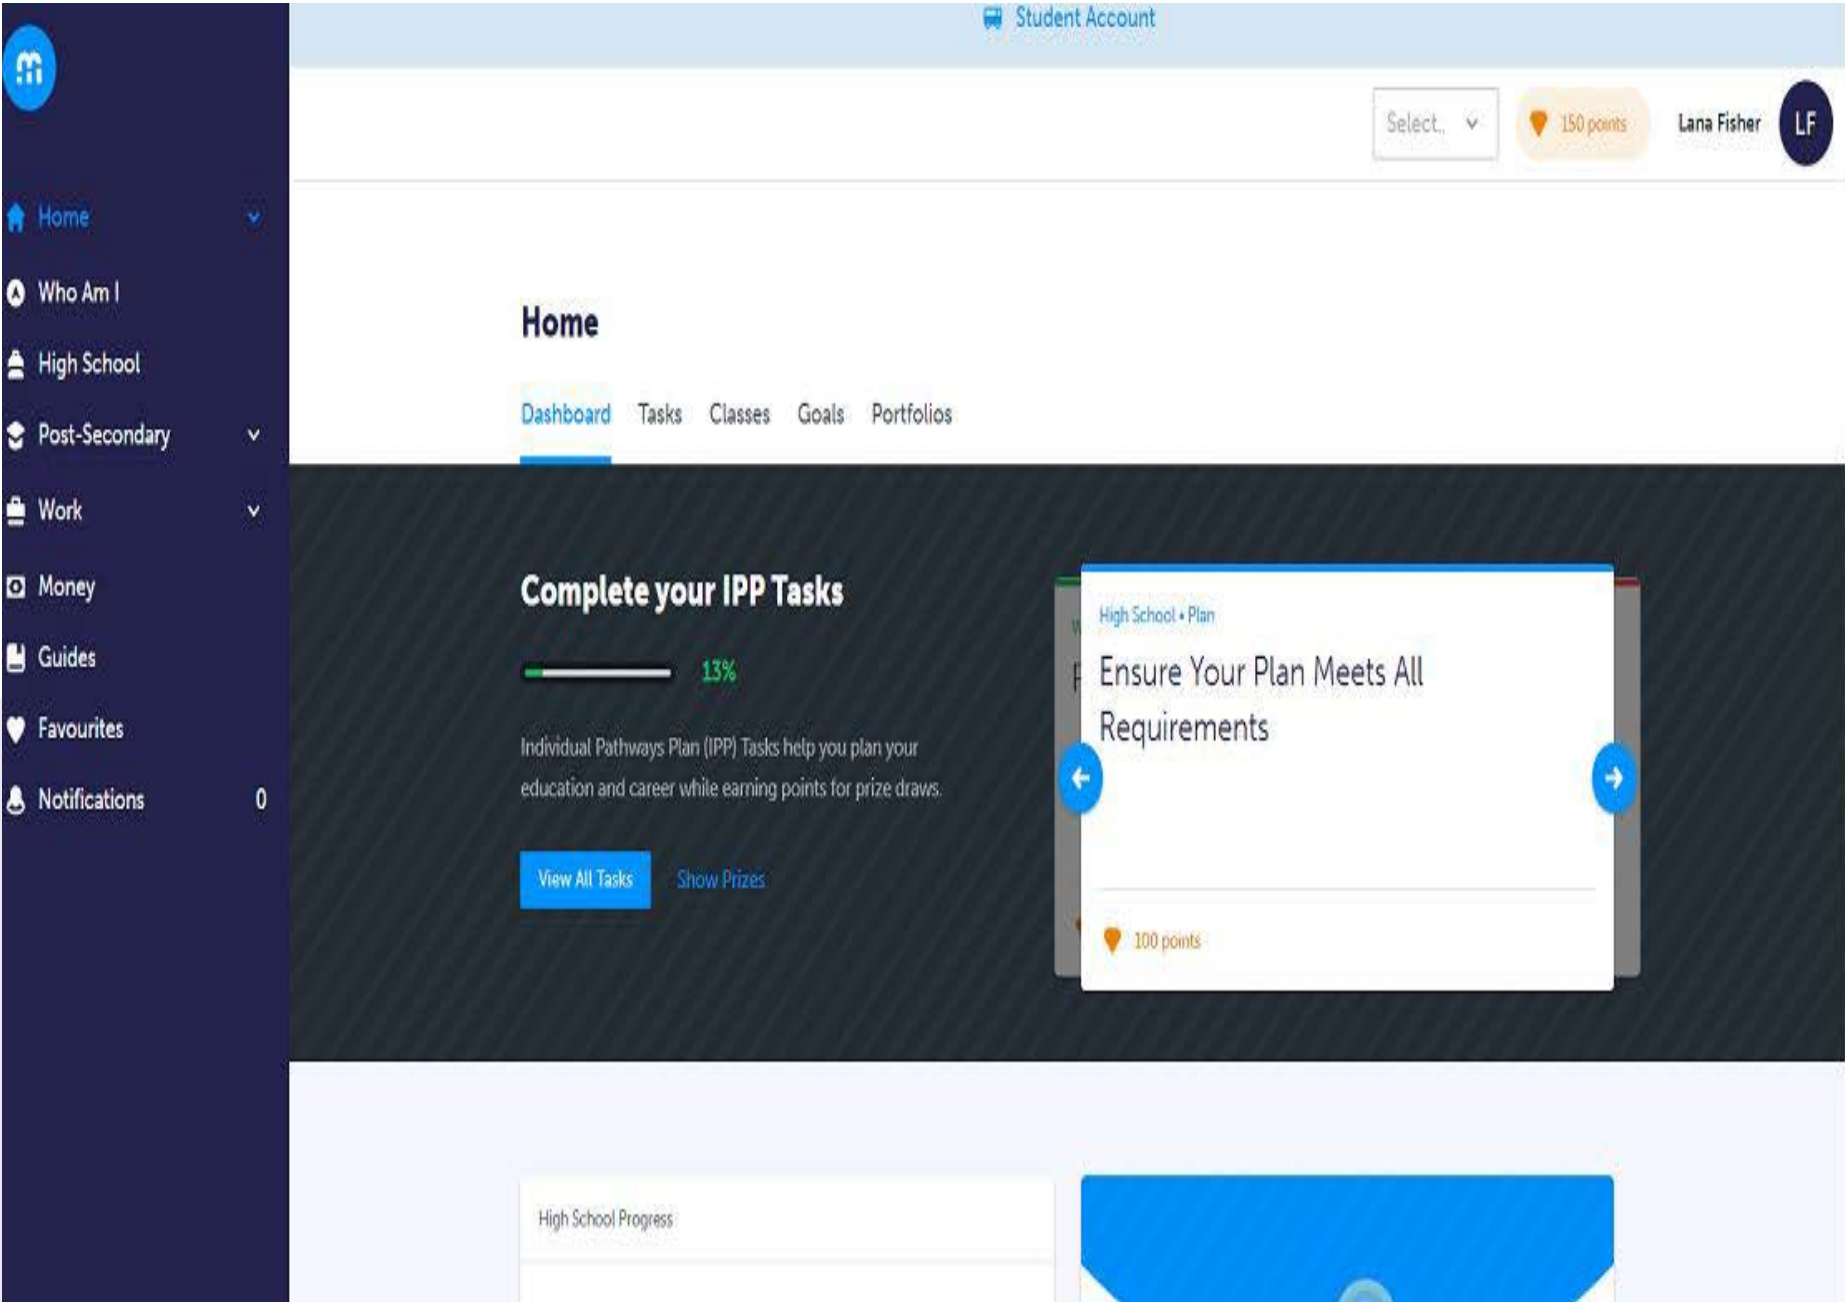 m
Student Account
Select..
150 points
Lana Fisher
LF
Home
Who Am I
High School
Post-Secondary
Work
Money
Guides
Favourites
Notifications 0
Home
Dashboard Tasks Classes Goals Portfolios
Complete your IPP Tasks
13%
Individual Pathways Plan (IPP) Tasks help you plan your
education and career while earning points for prize draws.
View All Tasks Show Prizes
High School • Plan
Ensure Your Plan Meets All
Requirements
100 points
High School Progress